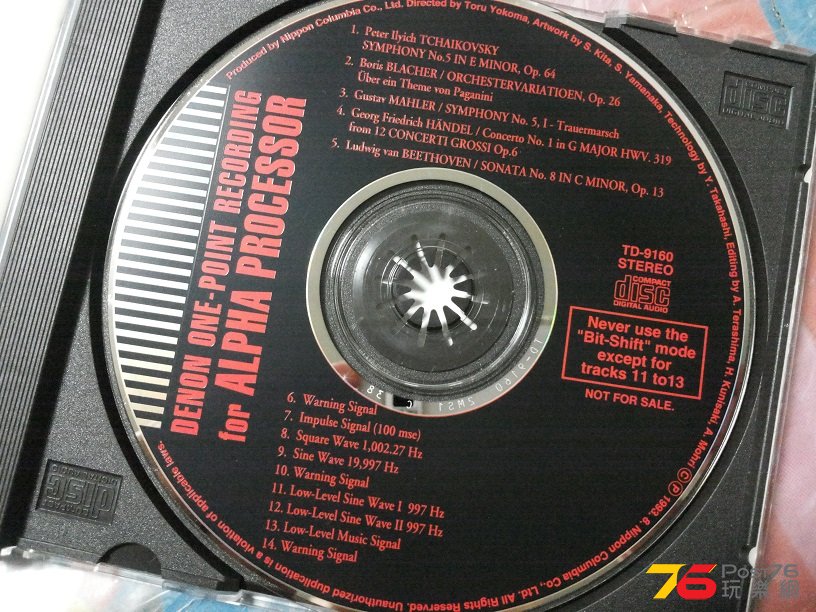 Produced by Nippon Columbia Co., Ltd. Directed by Toru Yokoma, Artwork by S. Kita, S. Yamanaka, Technology by Y. Takahashi, Editing by A. Terashima, H. Kunisaki, A. Mohri Ⓒ Ⓟ 1993. 8. Nippon Columbia Co., Ltd. All Rights Reserved. Unauthorized duplication is a violation of applicable laws.
DENON ONE-POINT RECORDING
for ALPHA PROCESSOR
1. Peter Ilyich TCHAIKOVSKY
SYMPHONY No.5 IN E MINOR, Op. 64
2. Boris BLACHER / ORCHESTERVARIATIOEN, Op. 26
Über ein Theme von Paganini
3. Gustav MAHLER / SYMPHONY No. 5, I - Trauermarsch
4. Georg Friedrich HÄNDEL / Concerto No. 1 in G MAJOR HWV. 319
from 12 CONCERTI GROSSI Op.6
5. Ludwig van BEETHOVEN / SONATA No. 8 IN C MINOR, Op. 13
TD-9160
STEREO
COMPACT
disc
DIGITAL AUDIO
Never use the
"Bit-Shift" mode
except for
tracks 11 to13
NOT FOR SALE.
6. Warning Signal
7. Impulse Signal (100 mse)
8. Square Wave 1,002.27 Hz
9. Sine Wave 19,997 Hz
10. Warning Signal
11. Low-Level Sine Wave I 997 Hz
12. Low-Level Sine Wave II 997 Hz
13. Low-Level Music Signal
14. Warning Signal
COMPACT
disc
DIGITAL AUDIO
disc
76 Post76
玩樂